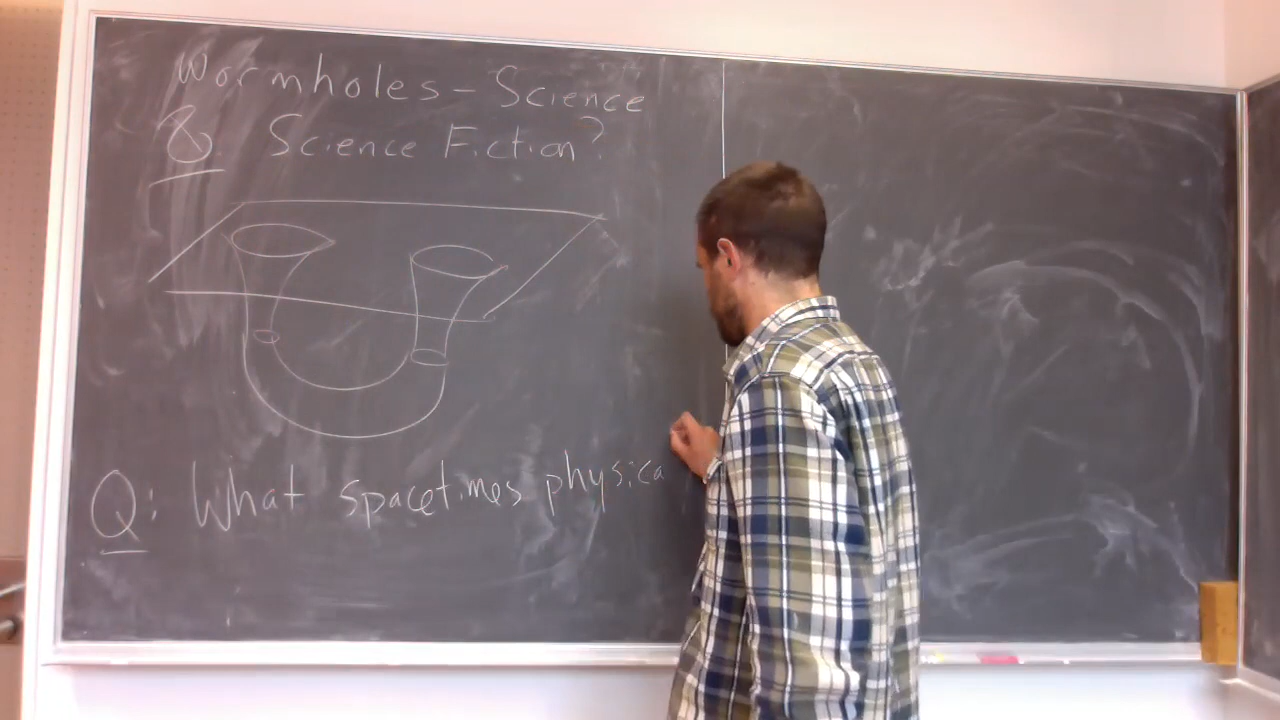 Wormholes - Science
& Science Fiction?
Q: What spacetimes physica